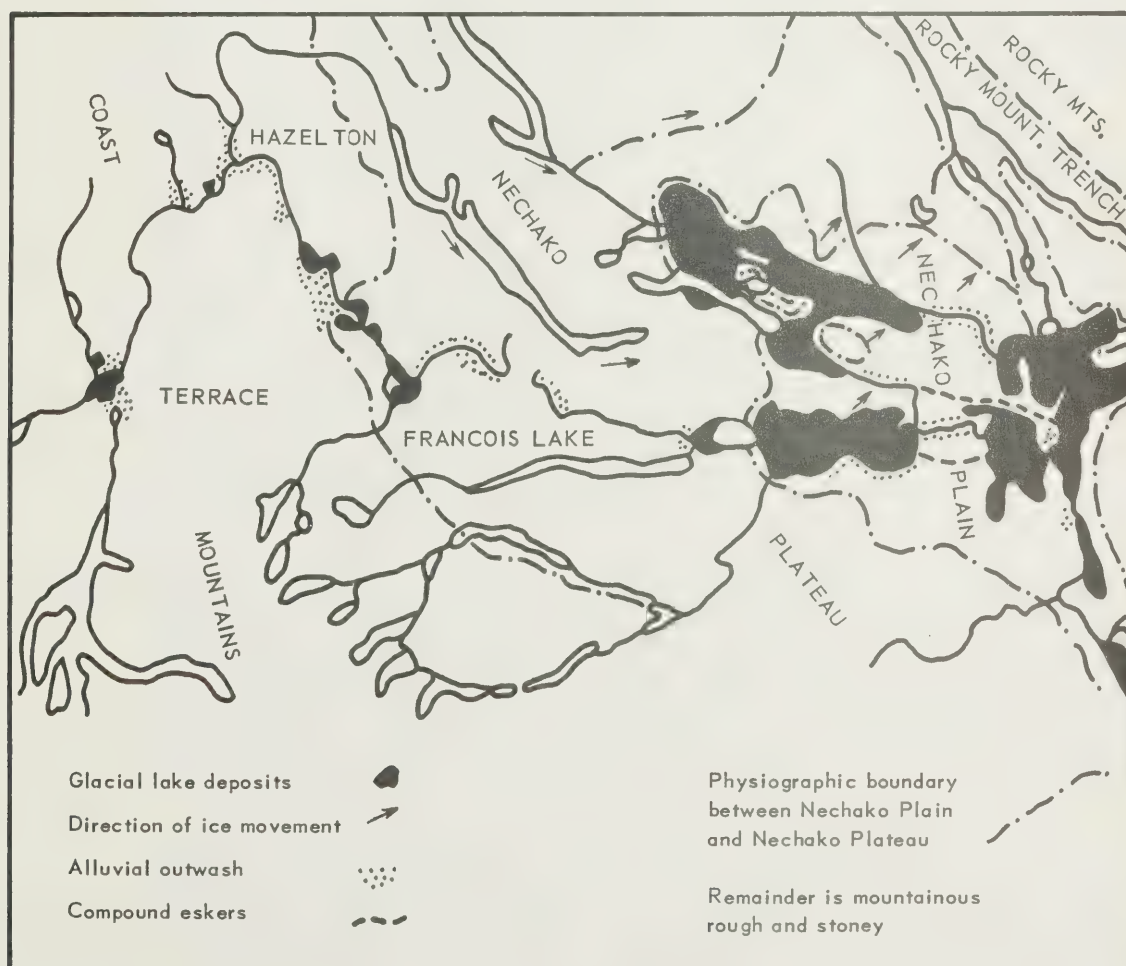 ROCKY MTS.
ROCKY MOUNT. TRENCH
COAST
HAZELTON
NECHAKO
NECHAKO
TERRACE
FRANCOIS LAKE
PLAIN
PLATEAU
MOUNTAINS
Glacial lake deposits
Direction of ice movement
Alluvial outwash
Compound eskers
Physiographic boundary
between Nechako Plain
and Nechako Plateau
Remainder is mountainous
rough and stoney